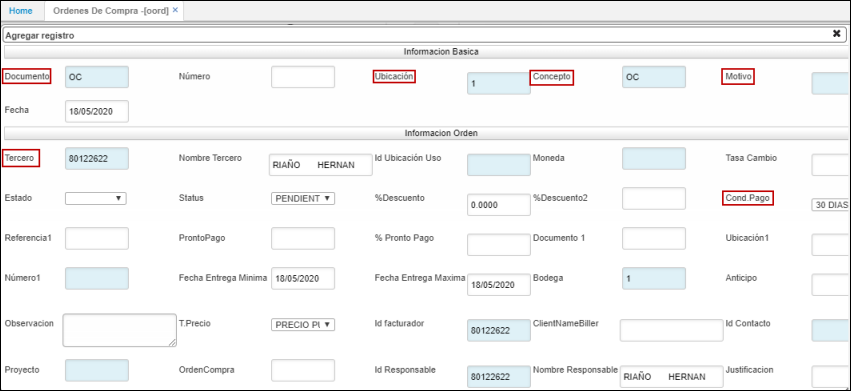 Home Ordenes De Compra -[oord] ×
Agregar registro ✖
Informacion Basica
Documento OC Número Ubicación 1 Concepto OC Motivo
Fecha 18/05/2020
Informacion Orden
Tercero 80122622 Nombre Tercero RIAÑO HERNAN Id Ubicación Uso Moneda Tasa Cambio
Estado Status PENDIENT %Descuento 0.0000 %Descuento2 Cond.Pago 30 DIAS
Referencia1 ProntoPago % Pronto Pago Documento 1 Ubicación1
Número1 Fecha Entrega Minima 18/05/2020 Fecha Entrega Maxima 18/05/2020 Bodega 1 Anticipo
Observacion T.Precio PRECIO PU Id facturador 80122622 ClientNameBiller Id Contacto
Proyecto OrdenCompra Id Responsable 80122622 Nombre Responsable RIAÑO HERNAN Justificacion